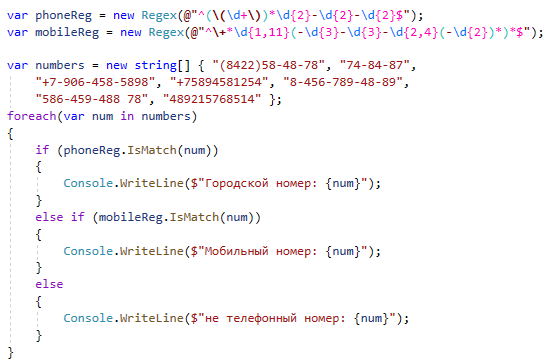 var phoneReg = new Regex(@"^(\(\d+\))*\d{2}-\d{2}-\d{2}$");
var mobileReg = new Regex(@"^\+*\d{1,11}(-\d{3}-\d{3}-\d{2,4}(-\d{2})*)*$");
var numbers = new string[] { "(8422)58-48-78", "74-84-87",
"+7-906-458-5898", "+75894581254", "8-456-789-48-89",
"586-459-488 78", "489215768514" };
foreach(var num in numbers)
{
if (phoneReg.IsMatch(num))
{
Console.WriteLine($"Городской номер: {num}");
}
else if (mobileReg.IsMatch(num))
{
Console.WriteLine($"Мобильный номер: {num}");
}
else
{
Console.WriteLine($"не телефонный номер: {num}");
}
}